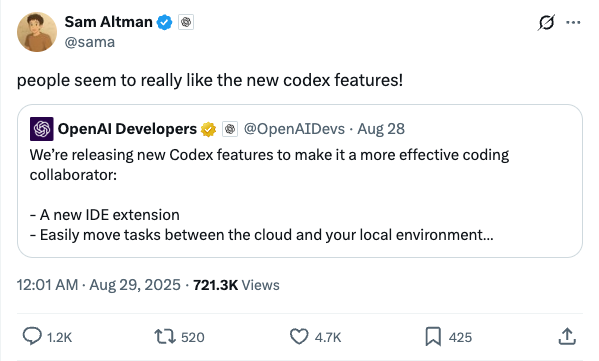 Sam Altman
@sama
people seem to really like the new codex features!
OpenAI Developers @OpenAIDevs · Aug 28
We’re releasing new Codex features to make it a more effective coding
collaborator:
- A new IDE extension
- Easily move tasks between the cloud and your local environment...
12:01 AM · Aug 29, 2025 · 721.3K Views
1.2K 520 4.7K 425